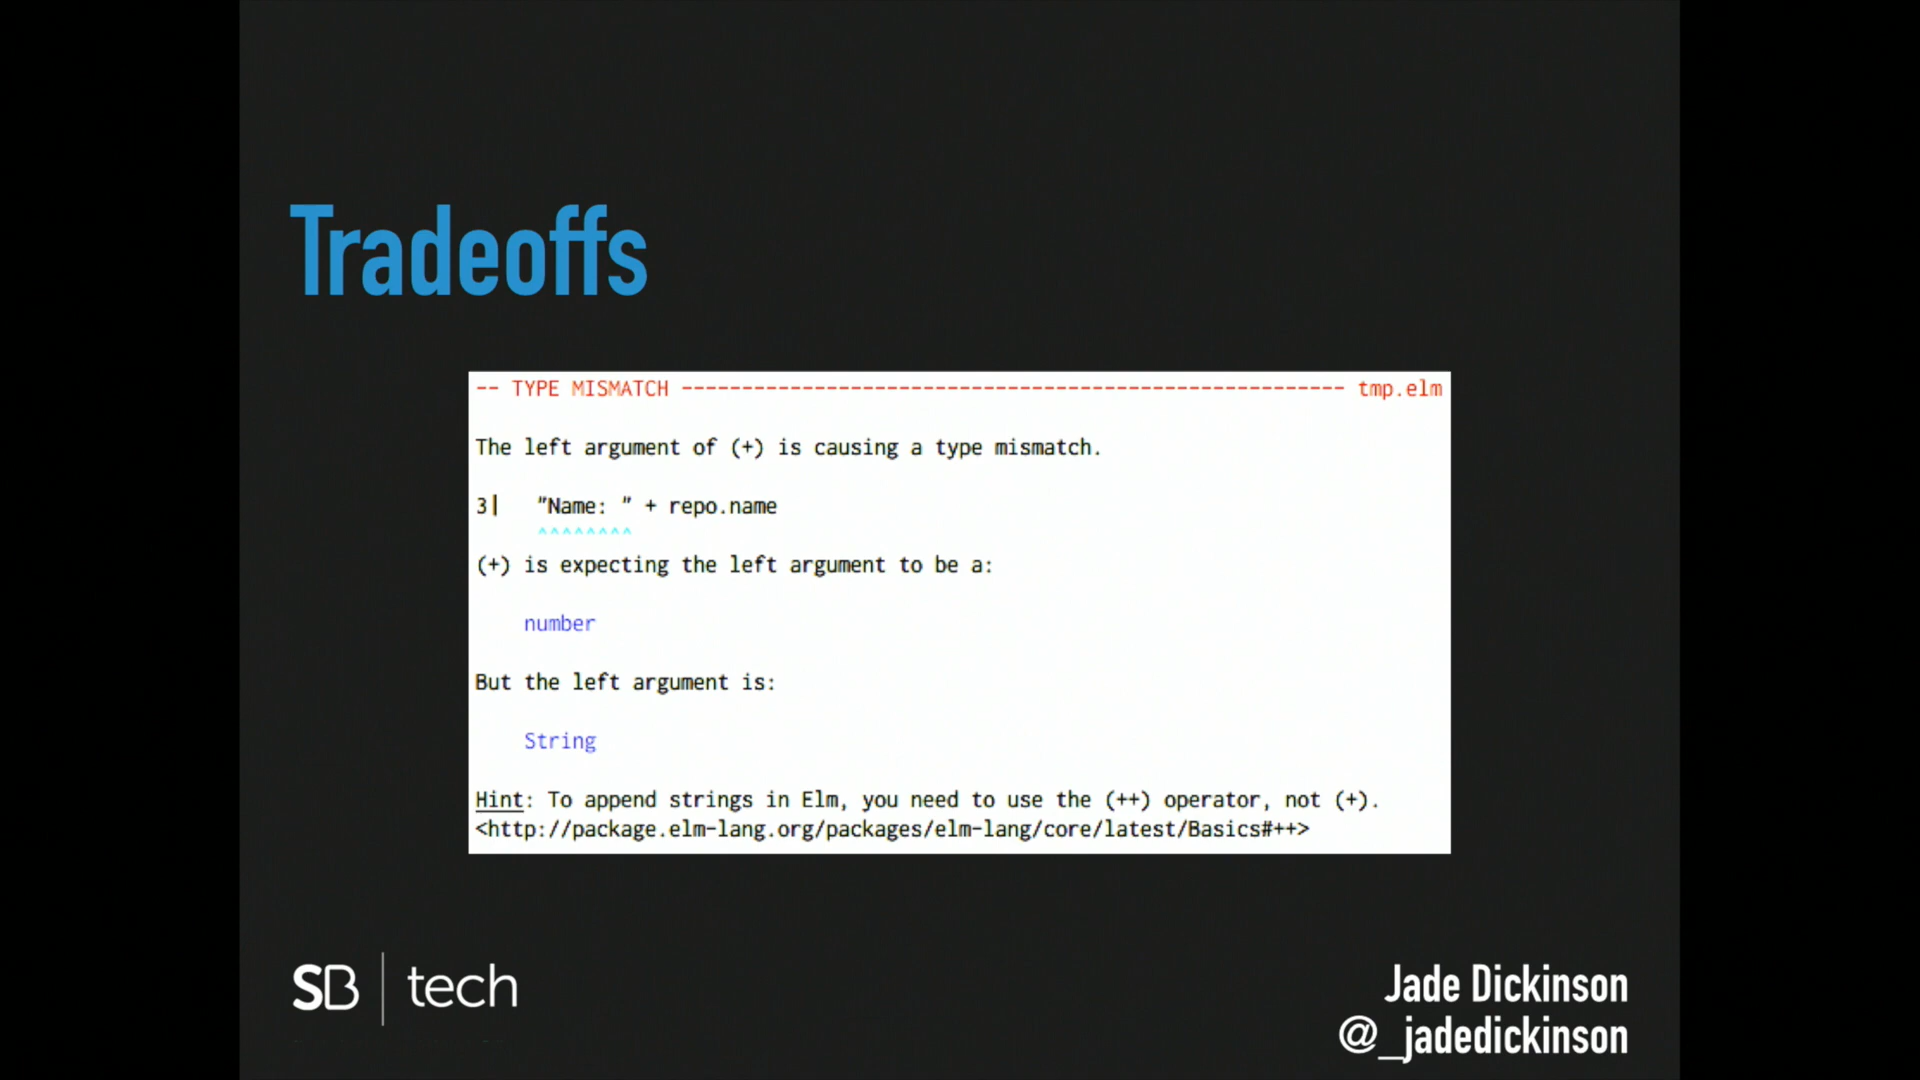 Tradeoffs
-- TYPE MISMATCH ------------------------------------------------------- tmp.elm
The left argument of (+) is causing a type mismatch.
3|   "Name: " + repo.name
     ^^^^^^^^
(+) is expecting the left argument to be a:
    number
But the left argument is:
    String
Hint: To append strings in Elm, you need to use the (++) operator, not (+).
<http://package.elm-lang.org/packages/elm-lang/core/latest/Basics#++>
SB | tech
Jade Dickinson
@_jadedickinson